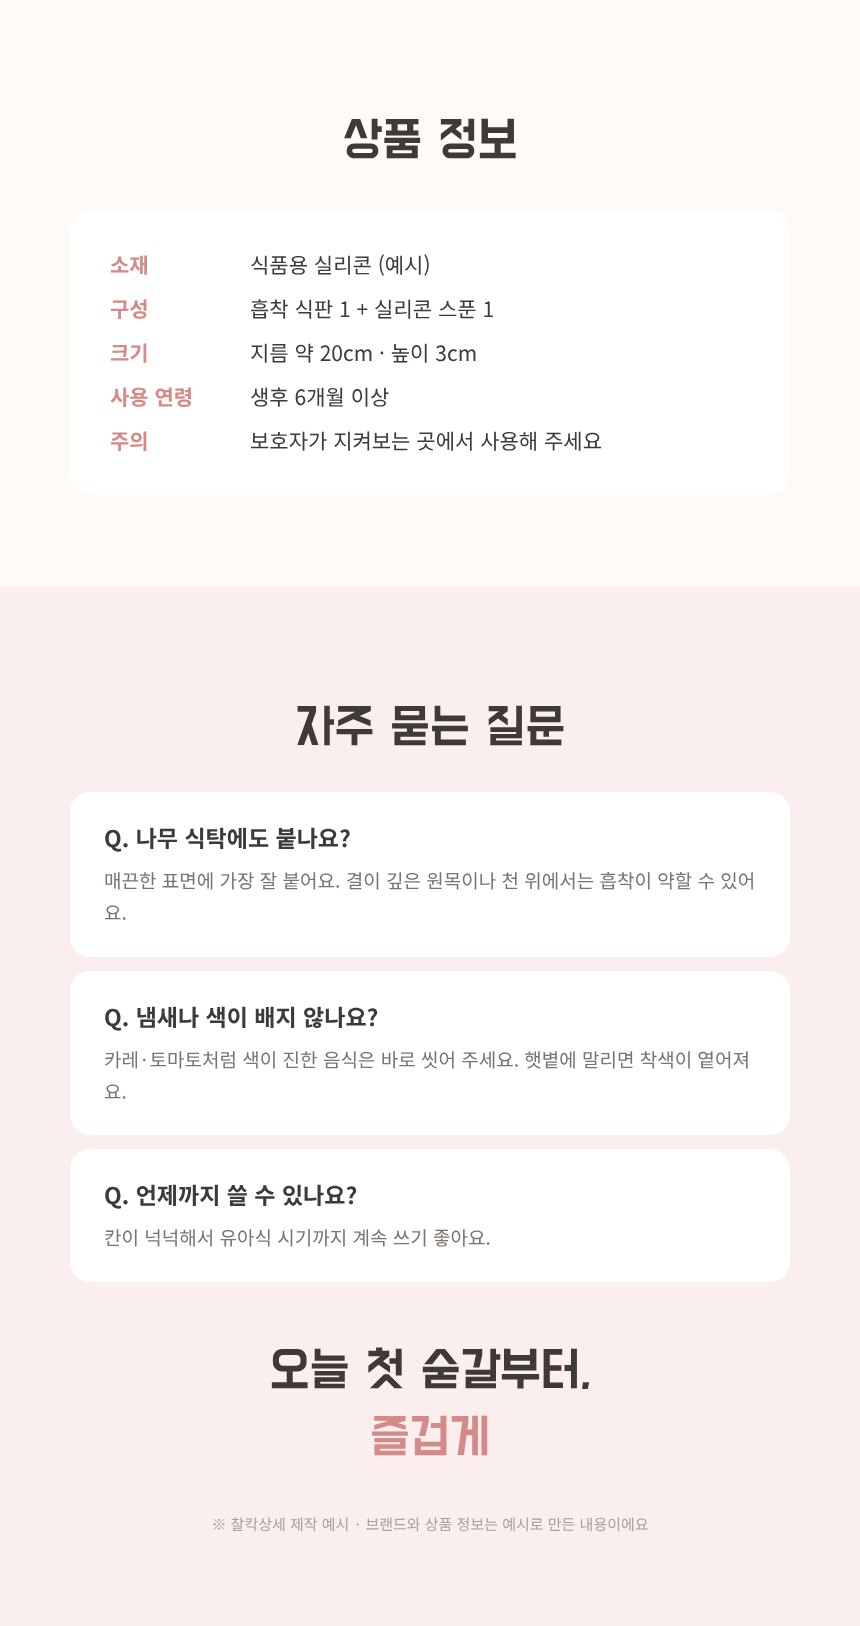 상품 정보
소재 식품용 실리콘 (예시)
구성 흡착 식판 1 + 실리콘 스푼 1
크기 지름 약 20cm · 높이 3cm
사용 연령 생후 6개월 이상
주의 보호자가 지켜보는 곳에서 사용해 주세요
자주 묻는 질문
Q. 나무 식탁에도 붙나요?
매끈한 표면에 가장 잘 붙어요. 결이 깊은 원목이나 천 위에서는 흡착이 약할 수 있어
요.
Q. 냄새나 색이 배지 않나요?
카레·토마토처럼 색이 진한 음식은 바로 씻어 주세요. 햇볕에 말리면 착색이 옅어져
요.
Q. 언제까지 쓸 수 있나요?
칸이 넉넉해서 유아식 시기까지 계속 쓰기 좋아요.
오늘 첫 숟갈부터,
즐겁게
※ 찰칵상세 제작 예시 · 브랜드와 상품 정보는 예시로 만든 내용이에요